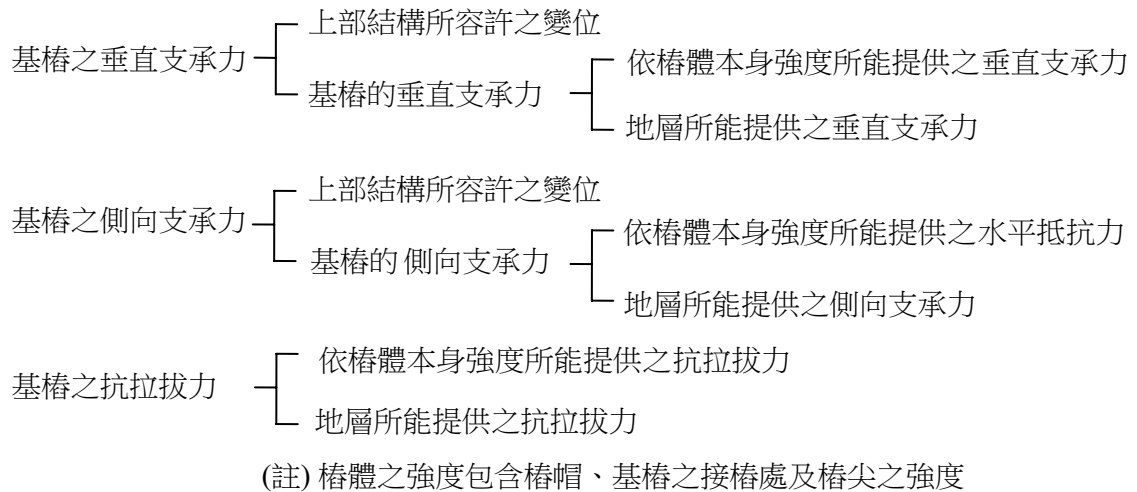 上部結構所容許之變位
基樁之垂直支承力
基樁的垂直支承力
依樁體本身強度所能提供之垂直支承力
地層所能提供之垂直支承力
上部結構所容許之變位
基樁之側向支承力
基樁的側向支承力
依樁體本身強度所能提供之水平抵抗力
地層所能提供之側向支承力
依樁體本身強度所能提供之抗拉拔力
基樁之抗拉拔力
地層所能提供之抗拉拔力
(註) 樁體之強度包含樁帽、基樁之接樁處及樁尖之強度